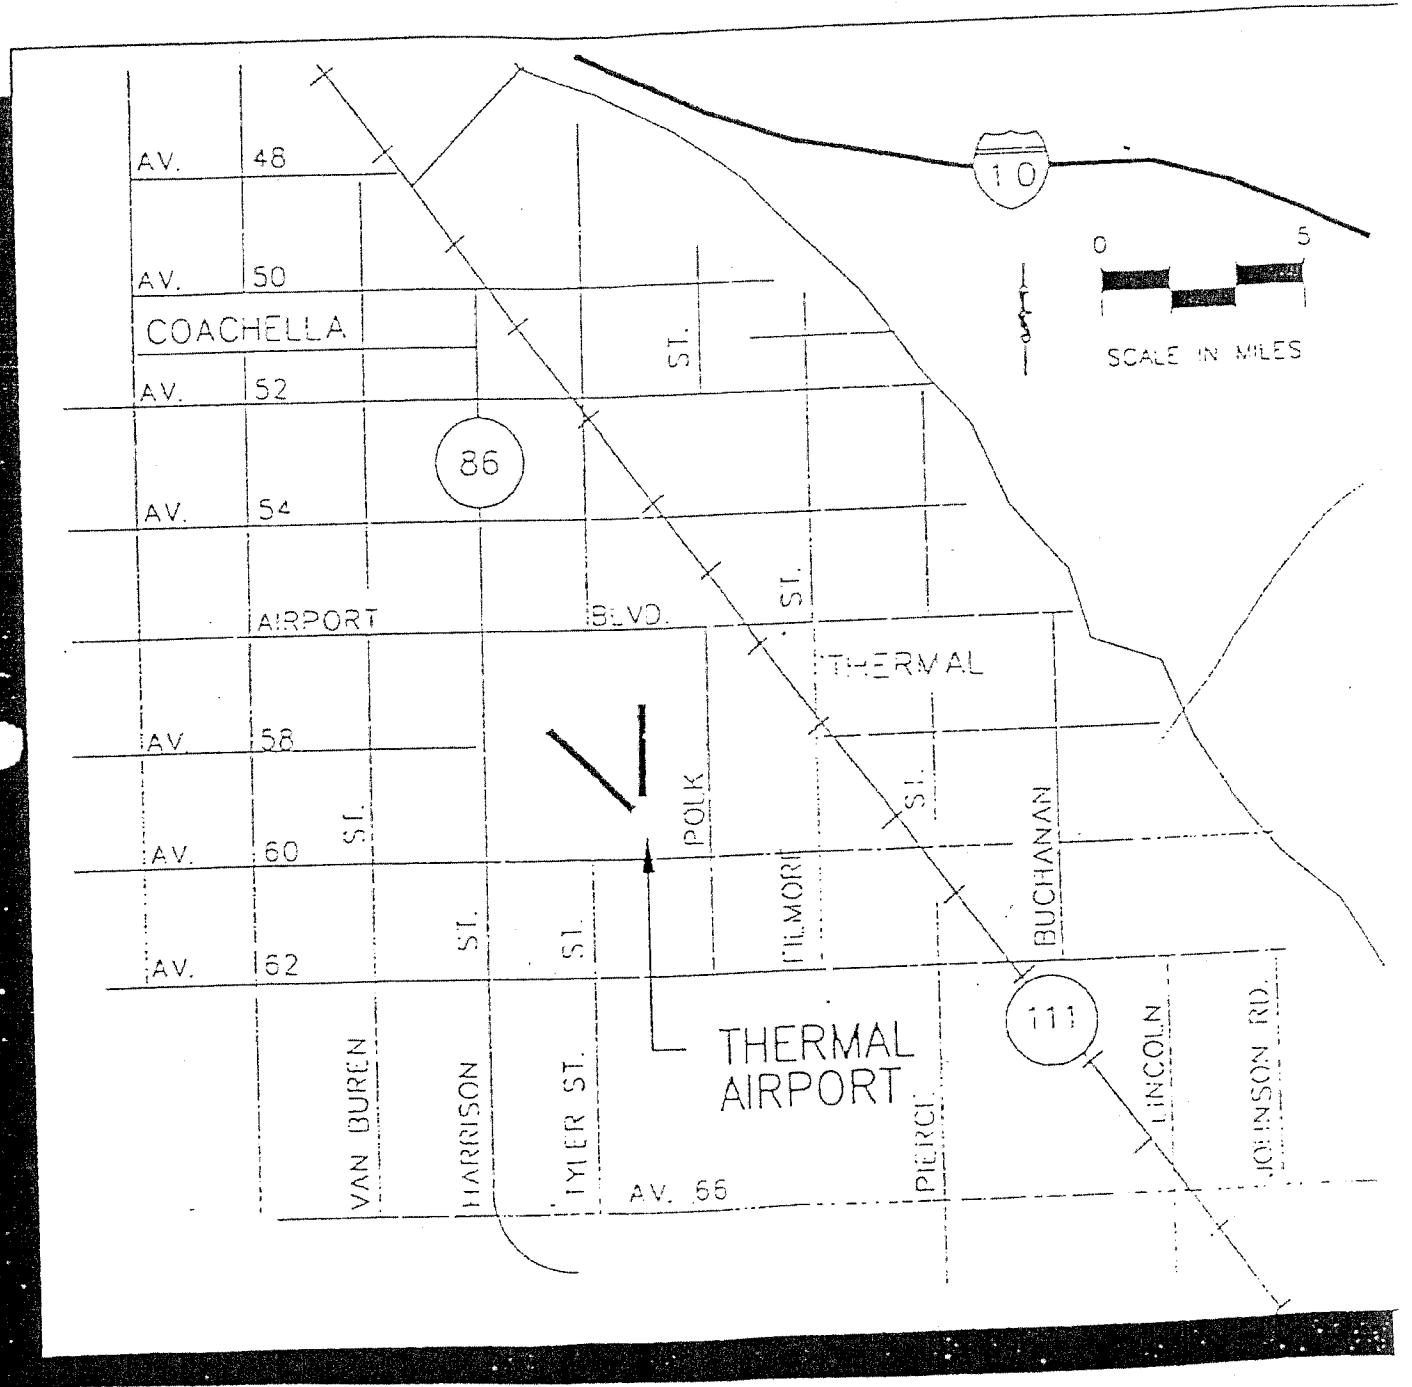 AV. 48
10
0 5
SCALE IN MILES
AV. 50
COACHELLA
ST.
AV. 52
86
AV. 54
ST.
AIRPORT BLVD.
THERMAL
AV. 58
ST.
POLK
ST.
BUCHANAN
AV. 60
FILMORE
ST.
ST.
AV. 62
111
THERMAL
AIRPORT
VAN BUREN
HARRISON
TYLER ST.
PIERCE
LINCOLN
JOHNSON RD.
AV. 66